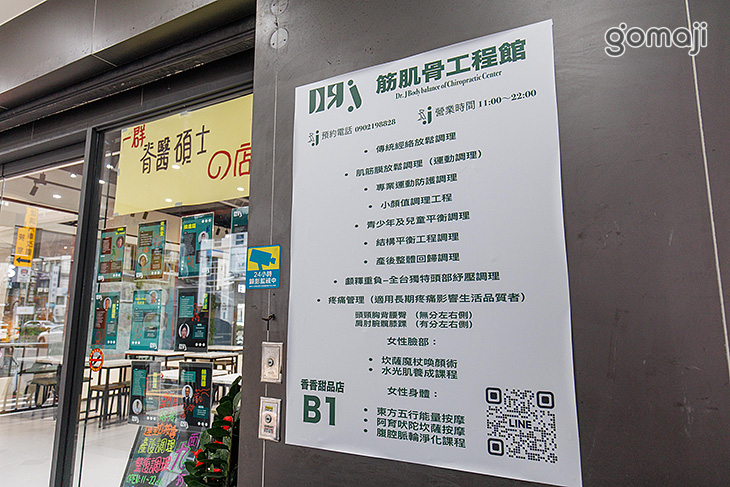 gomaji
DRj 筋肌骨工程館
Dr. J Body balance of Chiropractic Center
預約電話 0902198828
營業時間 11:00～22:00
• 傳統經絡放鬆調理
• 肌筋膜放鬆調理（運動調理）
• 專業運動防護調理
• 小顏值調理工程
• 青少年及兒童平衡調理
• 結構平衡工程調理
• 產後整體回歸調理
• 顱釋重負–全台獨特頭部紓壓調理
• 疼痛管理（適用長期疼痛影響生活品質者）
頭頸胸背腰臀（無分左右側）
肩肘腕髖膝踝（有分左右側）
女性臉部：
• 坎薩魔杖喚顏術
• 水光肌養成課程
女性身體：
• 東方五行能量按摩
• 阿育吠陀坎薩按摩
• 腹腔脈輪淨化課程
香香甜品店
B1
LINE
一群
脊醫碩士
の店
24小時
錄影監視中